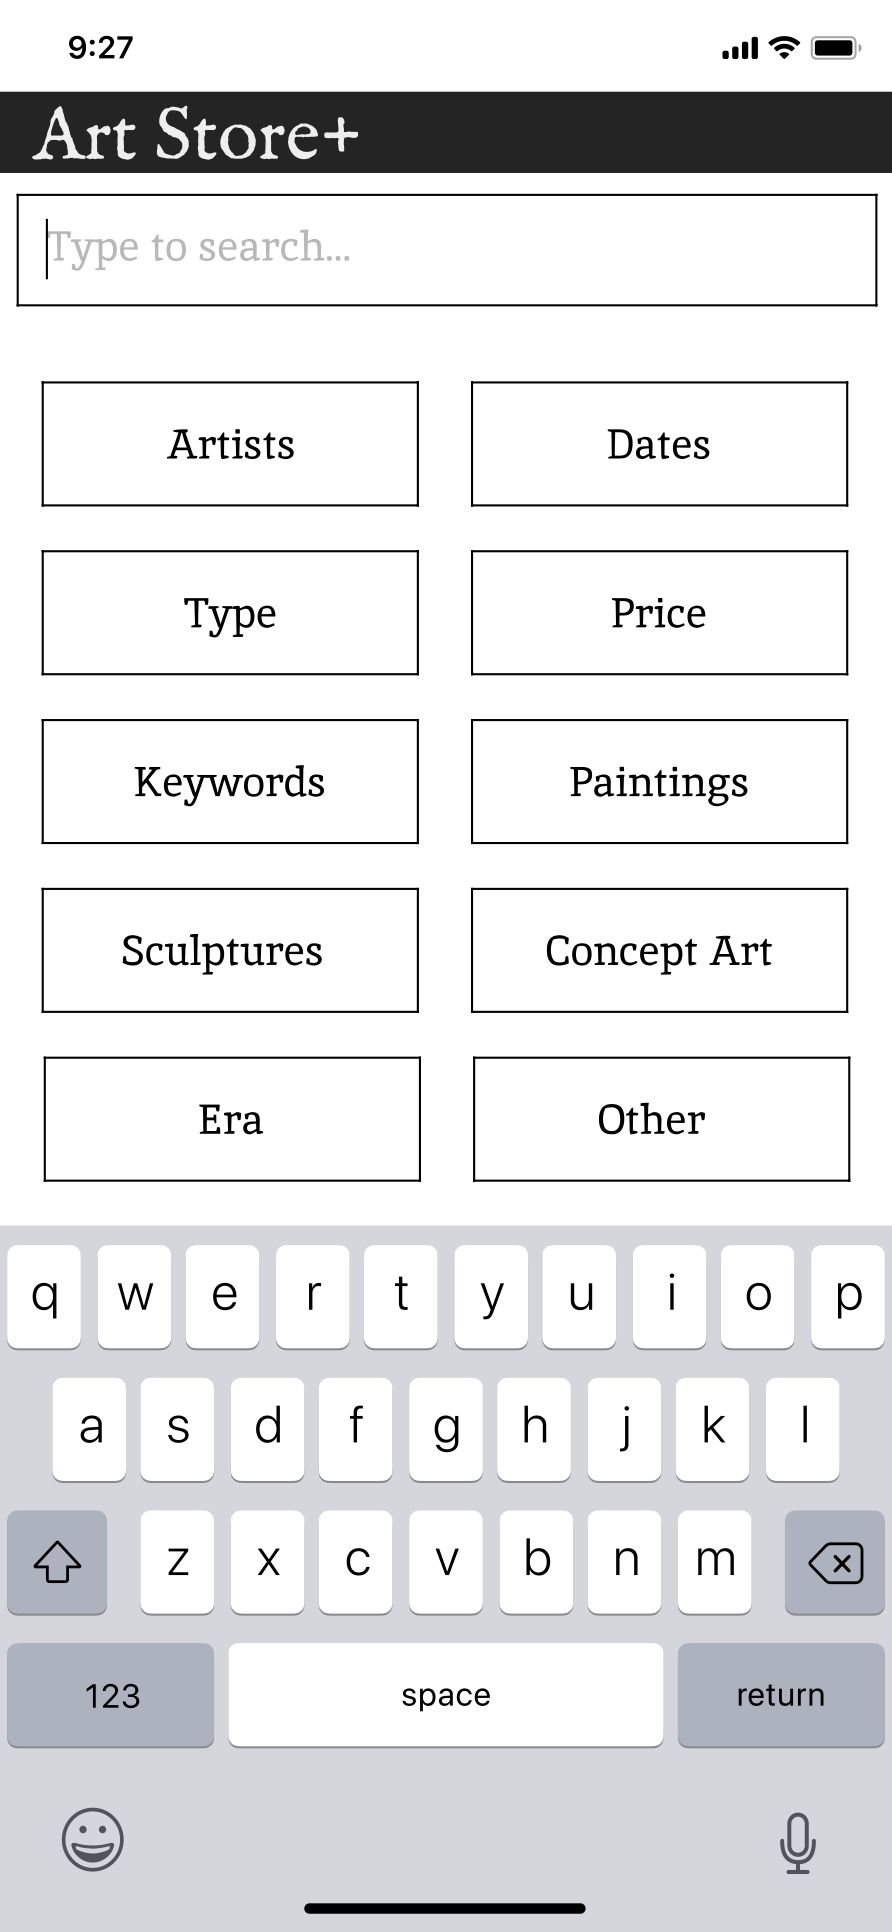 9:27
Art Store+
Type to search...
Artists Dates
Type Price
Keywords Paintings
Sculptures Concept Art
Era Other
q w e r t y u i o p
a s d f g h j k l
z x c v b n m
123 space return